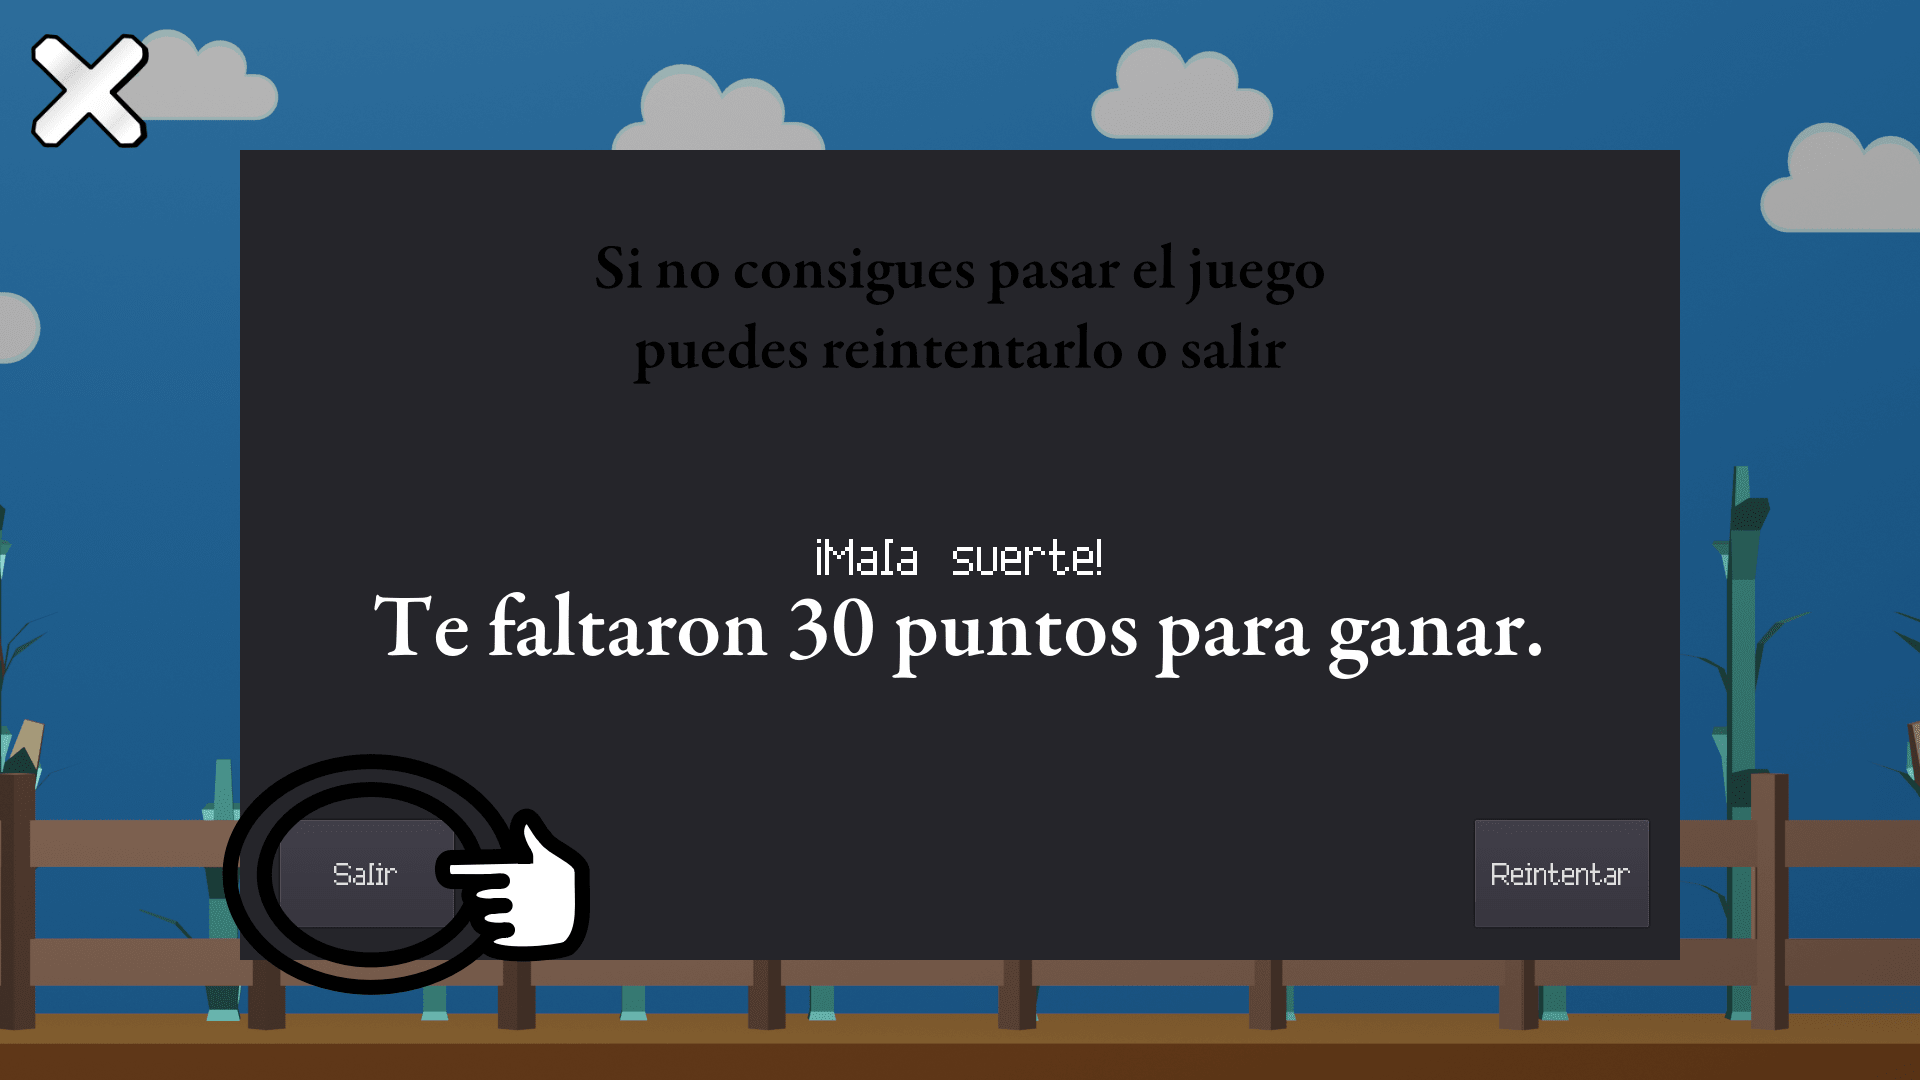 Si no consigues pasar el juego
puedes reintentarlo o salir
¡Mala suerte!
Te faltaron 30 puntos para ganar.
Salir
Reintentar